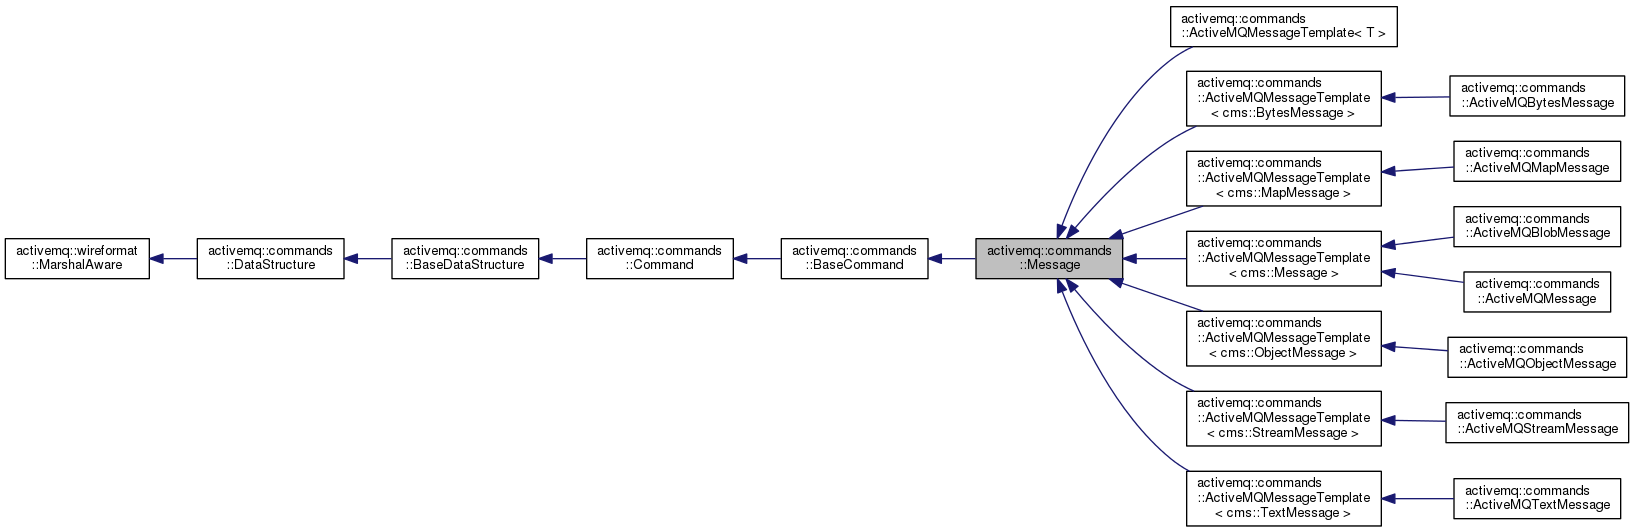 activemq::wireformat
::MarshalAware
activemq::commands
::DataStructure
activemq::commands
::BaseDataStructure
activemq::commands
::Command
activemq::commands
::BaseCommand
activemq::commands
::Message
activemq::commands
::ActiveMQMessageTemplate< T >
activemq::commands
::ActiveMQMessageTemplate
< cms::BytesMessage >
activemq::commands
::ActiveMQBytesMessage
activemq::commands
::ActiveMQMessageTemplate
< cms::MapMessage >
activemq::commands
::ActiveMQMapMessage
activemq::commands
::ActiveMQMessageTemplate
< cms::Message >
activemq::commands
::ActiveMQBlobMessage
activemq::commands
::ActiveMQMessage
activemq::commands
::ActiveMQMessageTemplate
< cms::ObjectMessage >
activemq::commands
::ActiveMQObjectMessage
activemq::commands
::ActiveMQMessageTemplate
< cms::StreamMessage >
activemq::commands
::ActiveMQStreamMessage
activemq::commands
::ActiveMQMessageTemplate
< cms::TextMessage >
activemq::commands
::ActiveMQTextMessage